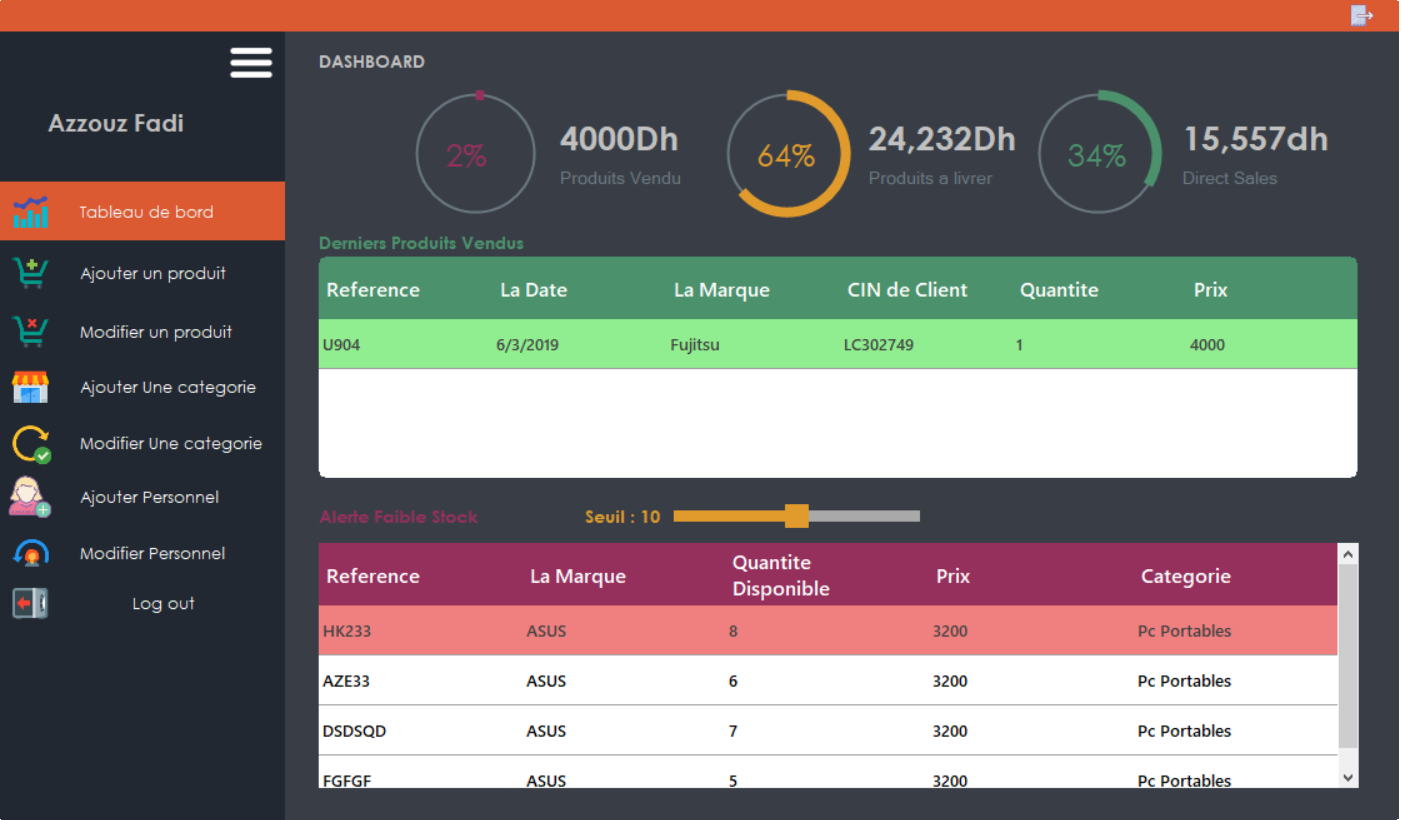 Azzouz Fadi
Tableau de bord
Ajouter un produit
Modifier un produit
Ajouter Une categorie
Modifier Une categorie
Ajouter Personnel
Modifier Personnel
Log out
DASHBOARD
2%
4000Dh
Produits Vendu
64%
24,232Dh
Produits a livrer
34%
15,557dh
Direct Sales
Derniers Produits Vendus
Reference La Date La Marque CIN de Client Quantite Prix
U904 6/3/2019 Fujitsu LC302749 1 4000
Alerte Faible Stock Seuil : 10
Reference La Marque Quantite Disponible Prix Categorie
HK233 ASUS 8 3200 Pc Portables
AZE33 ASUS 6 3200 Pc Portables
DSDSQD ASUS 7 3200 Pc Portables
FGFGF ASUS 5 3200 Pc Portables